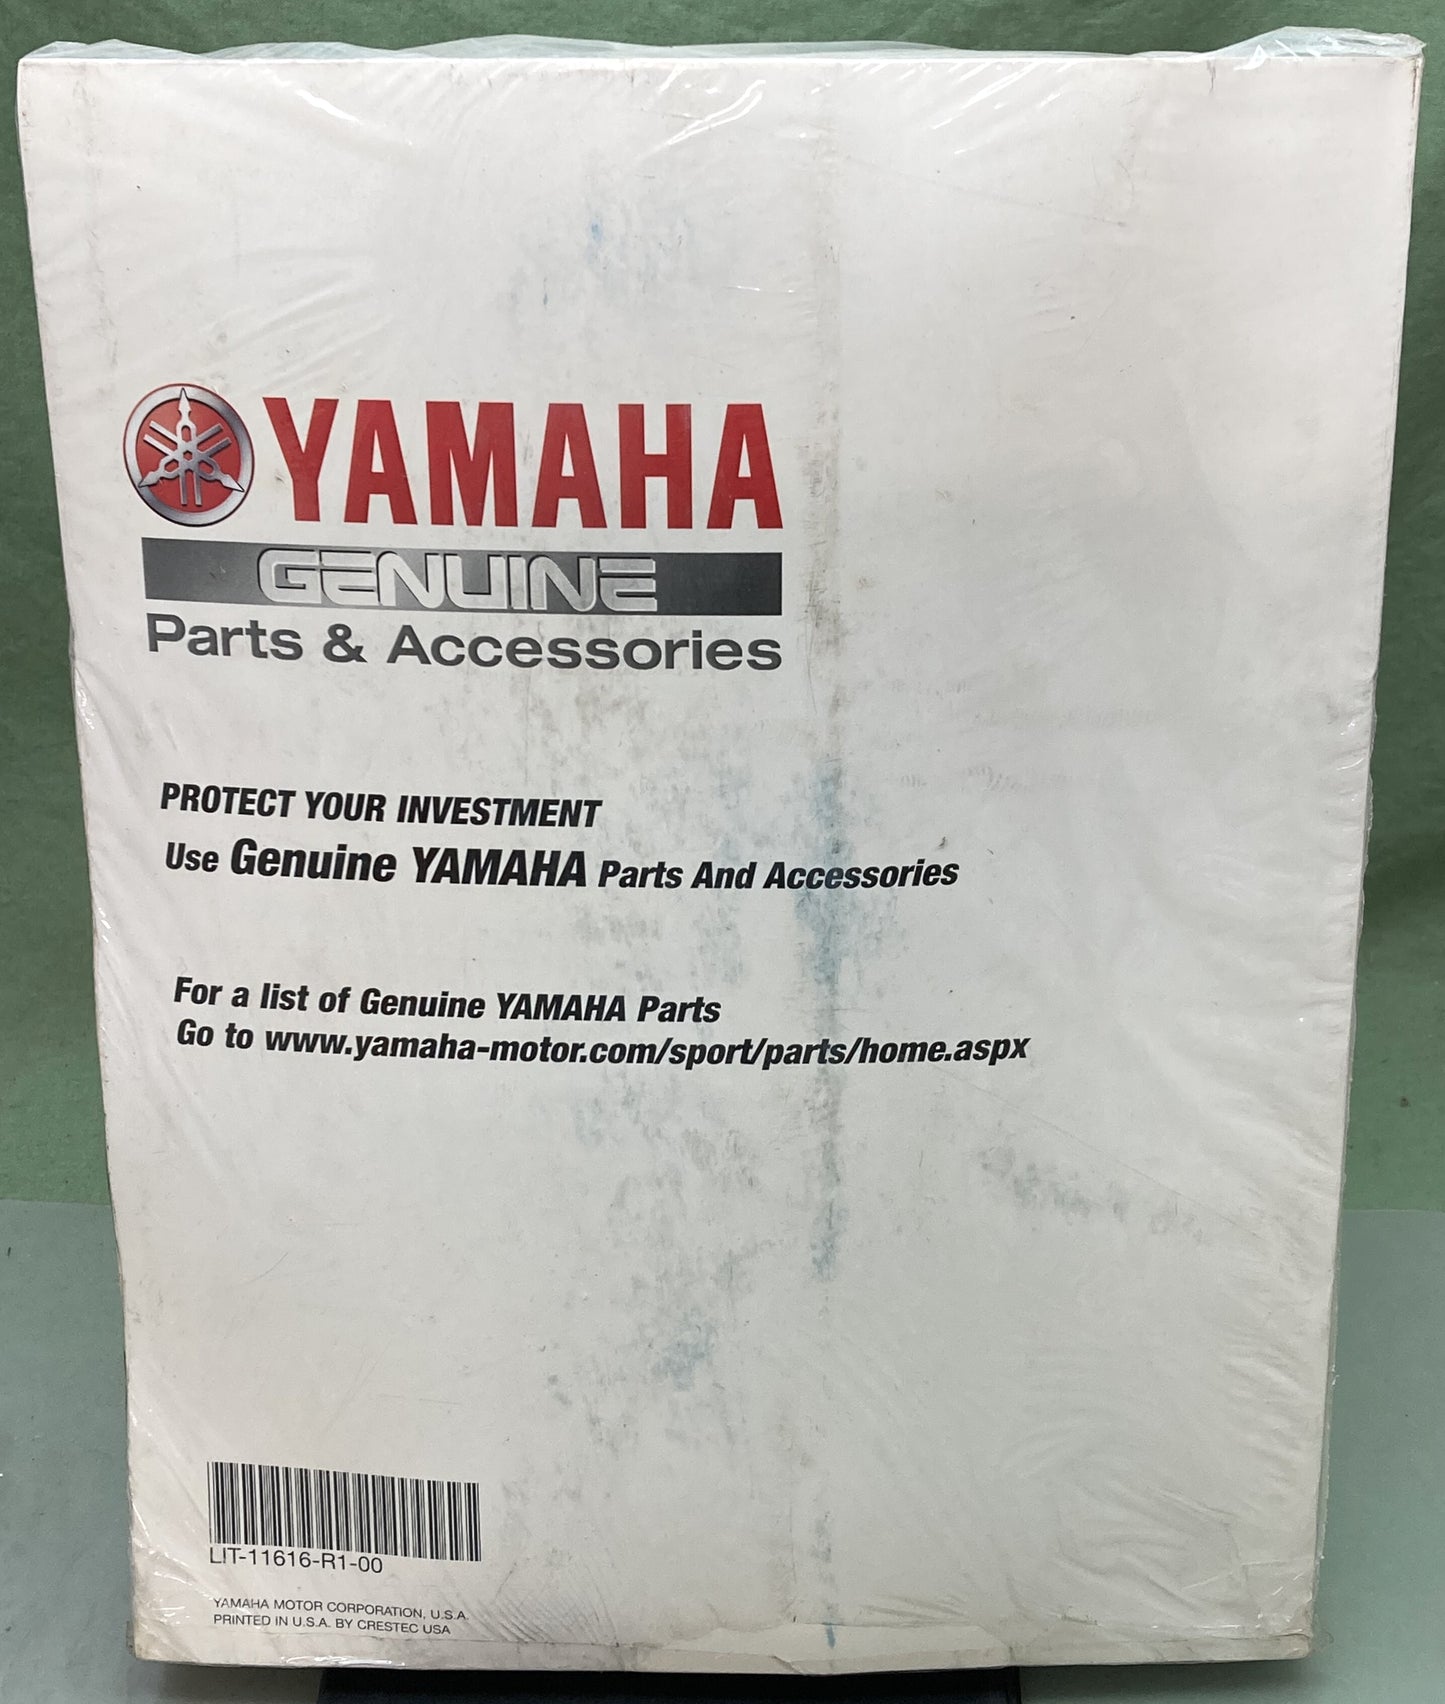 YAMAHA
GENUINE
Parts & Accessories
PROTECT YOUR INVESTMENT
Use Genuine YAMAHA Parts And Accessories
For a list of Genuine YAMAHA Parts
Go to www.yamaha-motor.com/sport/parts/home.aspx
LIT-11616-R1-00
YAMAHA MOTOR CORPORATION, U.S.A.
PRINTED IN U.S.A. BY CRESTEC USA